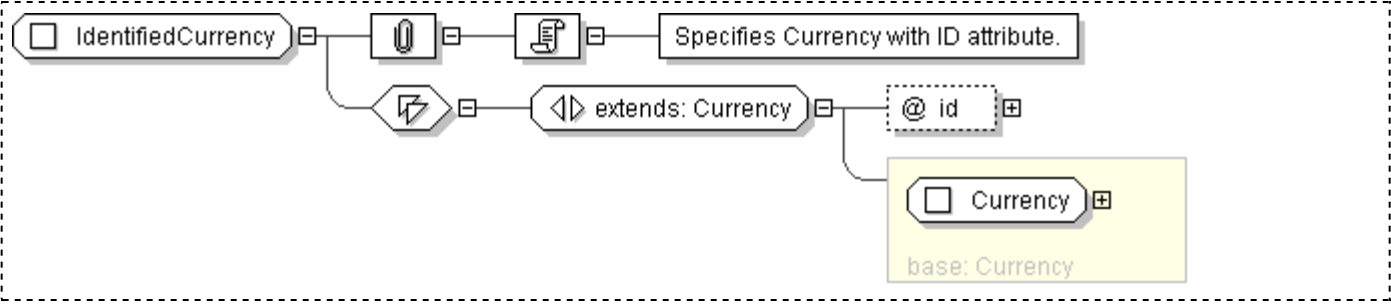 IdentifiedCurrency
Specifies Currency with ID attribute.
extends: Currency
@ id
Currency
base: Currency